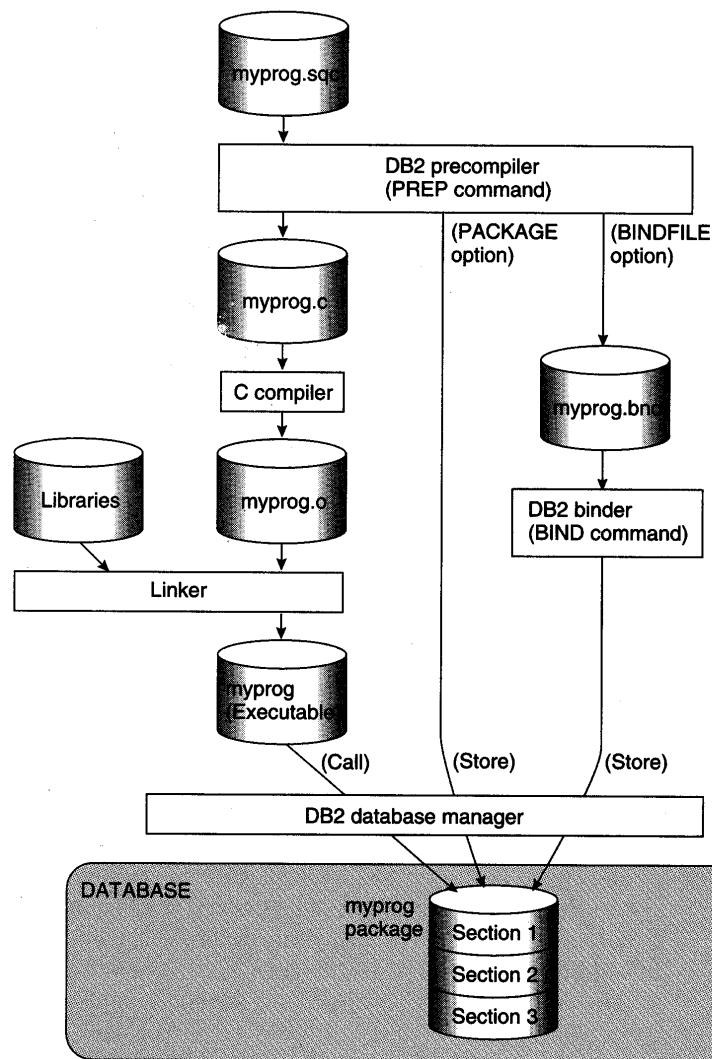 myprog.sqc
DB2 precompiler
(PREP command)
(PACKAGE
option)
(BINDFILE
option)
myprog.c
C compiler
myprog.bnd
Libraries
myprog.o
DB2 binder
(BIND command)
Linker
myprog
(Executable)
(Call)
(Store)
(Store)
DB2 database manager
DATABASE
myprog
package
Section 1
Section 2
Section 3